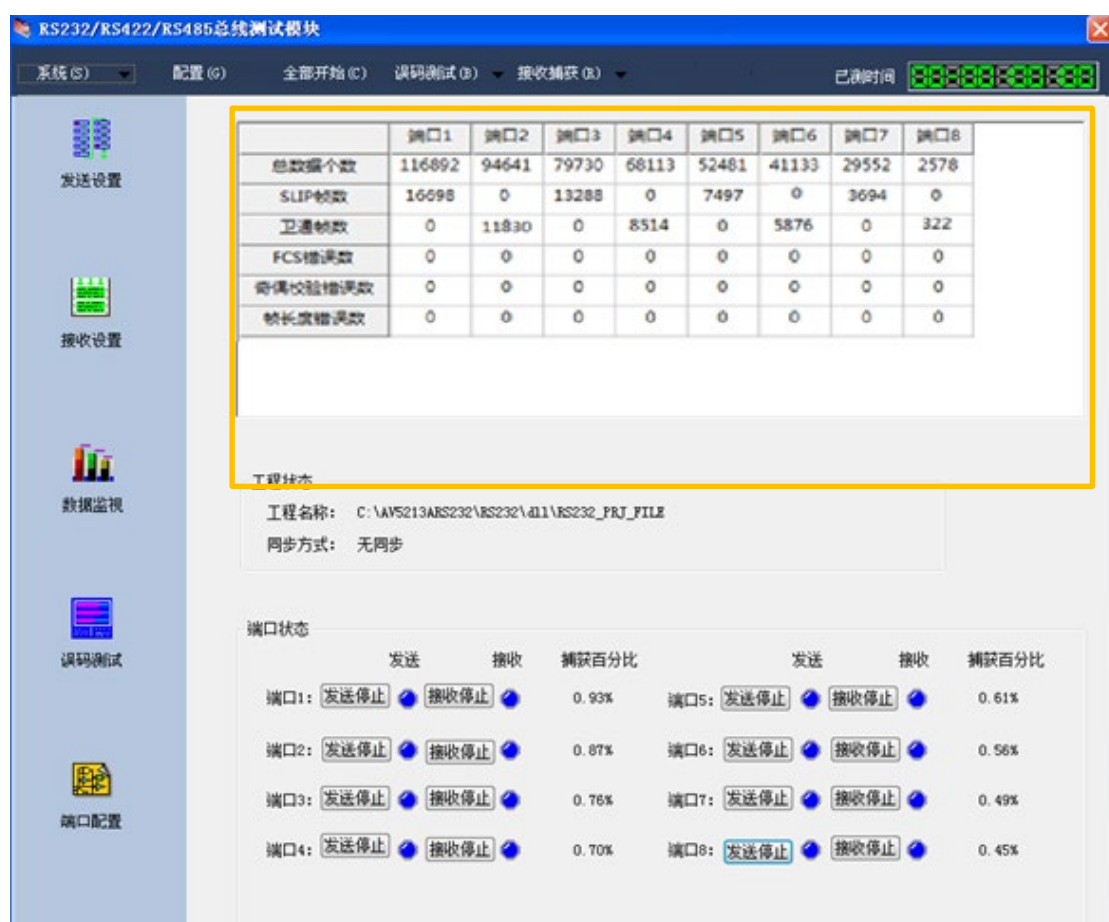 RS232/RS422/RS485总线测试模块
系统(S) 配置(G) 全部开始(C) 误码测试(B) 接收捕获(R) 已测时间
发送设置
接收设置
数据监视
误码测试
端口配置
端口1 端口2 端口3 端口4 端口5 端口6 端口7 端口8
总数据个数 116892 94641 79730 68113 52481 41133 29552 2578
SLIP帧数 16698 0 13288 0 7497 0 3694 0
卫通帧数 0 11830 0 8514 0 5876 0 322
FCS错误数 0 0 0 0 0 0 0 0
奇偶校验错误数 0 0 0 0 0 0 0 0
帧长度错误数 0 0 0 0 0 0 0 0
工程状态
工程名称： C:\AV5213ARS232\RS232\dll\RS232_PRJ_FILE
同步方式： 无同步
端口状态
发送 接收 捕获百分比 发送 接收 捕获百分比
端口1: 发送停止 接收停止 0.93% 端口5: 发送停止 接收停止 0.61%
端口2: 发送停止 接收停止 0.87% 端口6: 发送停止 接收停止 0.56%
端口3: 发送停止 接收停止 0.76% 端口7: 发送停止 接收停止 0.49%
端口4: 发送停止 接收停止 0.70% 端口8: 发送停止 接收停止 0.45%